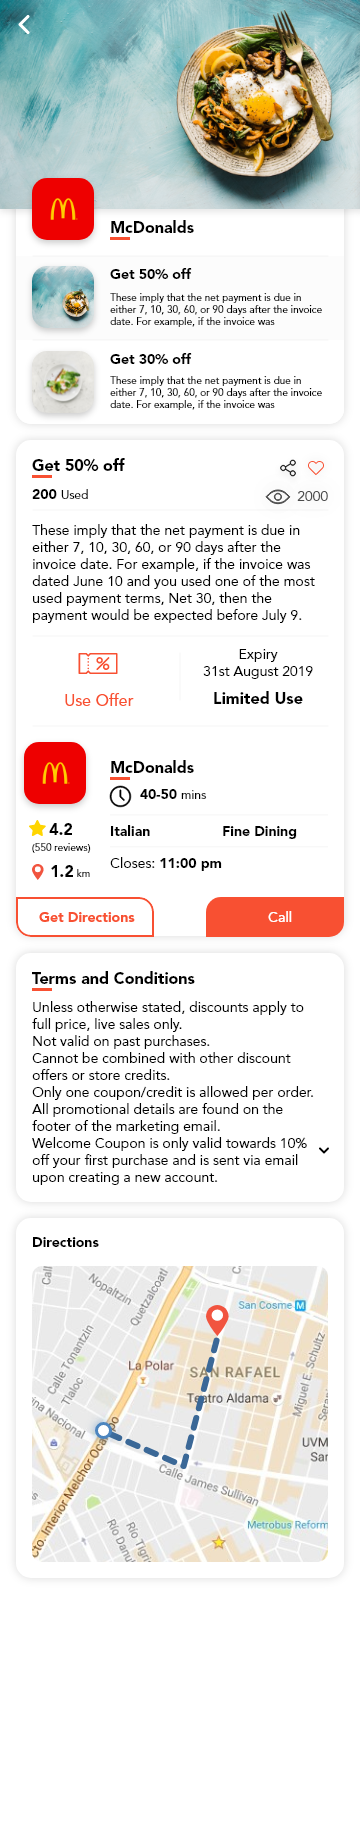 McDonalds
Get 50% off
These imply that the net payment is due in
either 7, 10, 30, 60, or 90 days after the invoice
date. For example, if the invoice was
Get 30% off
These imply that the net payment is due in
either 7, 10, 30, 60, or 90 days after the invoice
date. For example, if the invoice was
Get 50% off
200 Used
2000
These imply that the net payment is due in
either 7, 10, 30, 60, or 90 days after the
invoice date. For example, if the invoice was
dated June 10 and you used one of the most
used payment terms, Net 30, then the
payment would be expected before July 9.
Use Offer
Expiry
31st August 2019
Limited Use
McDonalds
40-50 mins
4.2
(550 reviews)
1.2 km
Italian
Fine Dining
Closes: 11:00 pm
Get Directions
Call
Terms and Conditions
Unless otherwise stated, discounts apply to
full price, live sales only.
Not valid on past purchases.
Cannot be combined with other discount
offers or store credits.
Only one coupon/credit is allowed per order.
All promotional details are found on the
footer of the marketing email.
Welcome Coupon is only valid towards 10%
off your first purchase and is sent via email
upon creating a new account.
Directions
Nopaltzin
Quetzalcoatl
San Cosme M
Calle Tonantzin
Tlaloc
La Polar
SAN RAFAEL
Teatro Aldama
Miguel E. Schultz
UVM
San
Cto. Interior Melchor Ocampo
Calle James Sullivan
Metrobus Reform